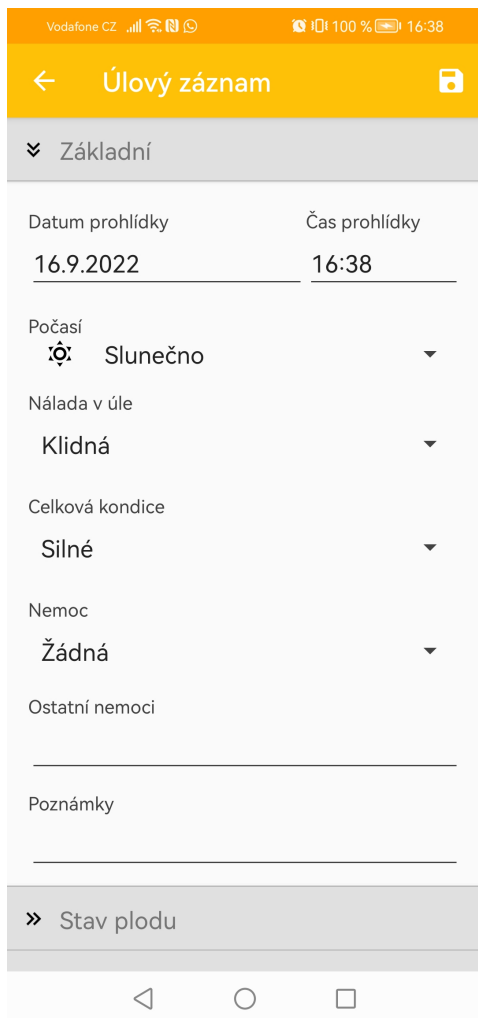 Vodafone CZ 100 % 16:38
Úlový záznam
Základní
Datum prohlídky Čas prohlídky
16.9.2022 16:38
Počasí
Slunečno
Nálada v úle
Klidná
Celková kondice
Silné
Nemoc
Žádná
Ostatní nemoci
Poznámky
Stav plodu